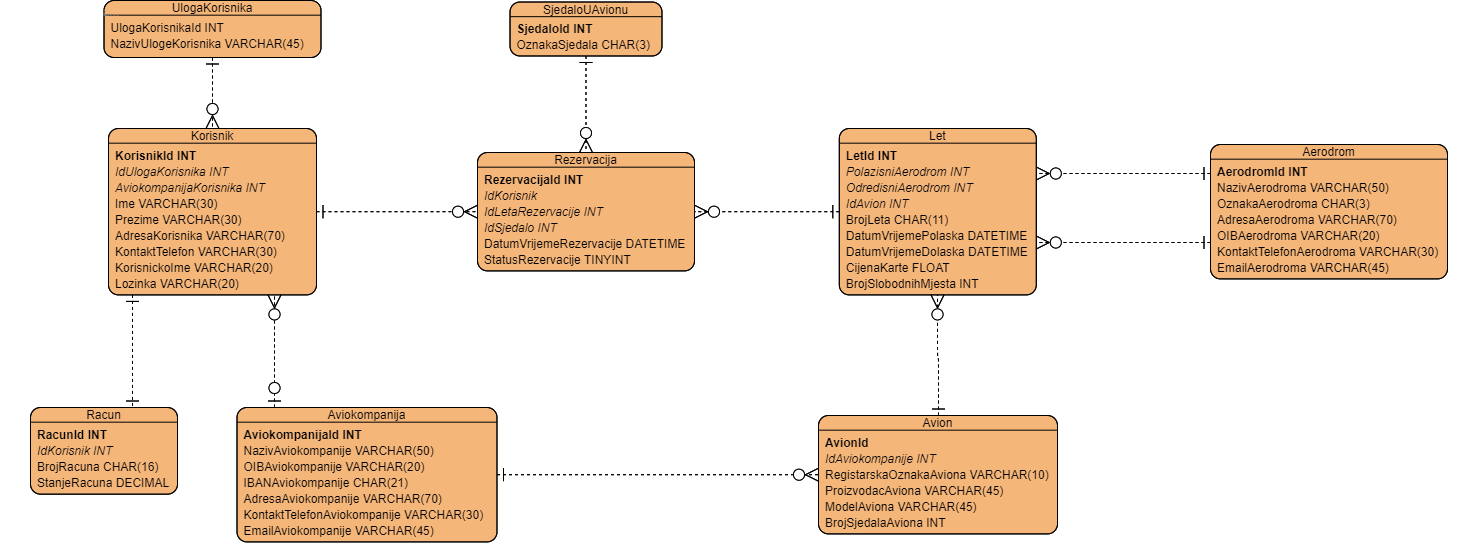 UlogaKorisnika
UlogaKorisnikaId INT
NazivUlogeKorisnika VARCHAR(45)
SjedaloUAvionu
SjedaloId INT
OznakaSjedala CHAR(3)
Korisnik
KorisnikId INT
IdUlogaKorisnika INT
AviokompanijaKorisnika INT
Ime VARCHAR(30)
Prezime VARCHAR(30)
AdresaKorisnika VARCHAR(70)
KontaktTelefon VARCHAR(30)
KorisnickoIme VARCHAR(20)
Lozinka VARCHAR(20)
Rezervacija
RezervacijaId INT
IdKorisnik
IdLetaRezervacije INT
IdSjedalo INT
DatumVrijemeRezervacije DATETIME
StatusRezervacije TINYINT
Let
LetId INT
PolazisniAerodrom INT
OdredisniAerodrom INT
IdAvion INT
BrojLeta CHAR(11)
DatumVrijemePolaska DATETIME
DatumVrijemeDolaska DATETIME
CijenaKarte FLOAT
BrojSlobodnihMjesta INT
Aerodrom
AerodromId INT
NazivAerodroma VARCHAR(50)
OznakaAerodroma CHAR(3)
AdresaAerodroma VARCHAR(70)
OIBAerodroma VARCHAR(20)
KontaktTelefonAerodroma VARCHAR(30)
EmailAerodroma VARCHAR(45)
Racun
RacunId INT
IdKorisnik INT
BrojRacuna CHAR(16)
StanjeRacuna DECIMAL
Aviokompanija
AviokompanijaId INT
NazivAviokompanije VARCHAR(50)
OIBAviokompanije VARCHAR(20)
IBANAviokompanije CHAR(21)
AdresaAviokompanije VARCHAR(70)
KontaktTelefonAviokompanije VARCHAR(30)
EmailAviokompanije VARCHAR(45)
Avion
AvionId
IdAviokompanije INT
RegistarskaOznakaAviona VARCHAR(10)
ProizvodacAviona VARCHAR(45)
ModelAviona VARCHAR(45)
BrojSjedalaAviona INT